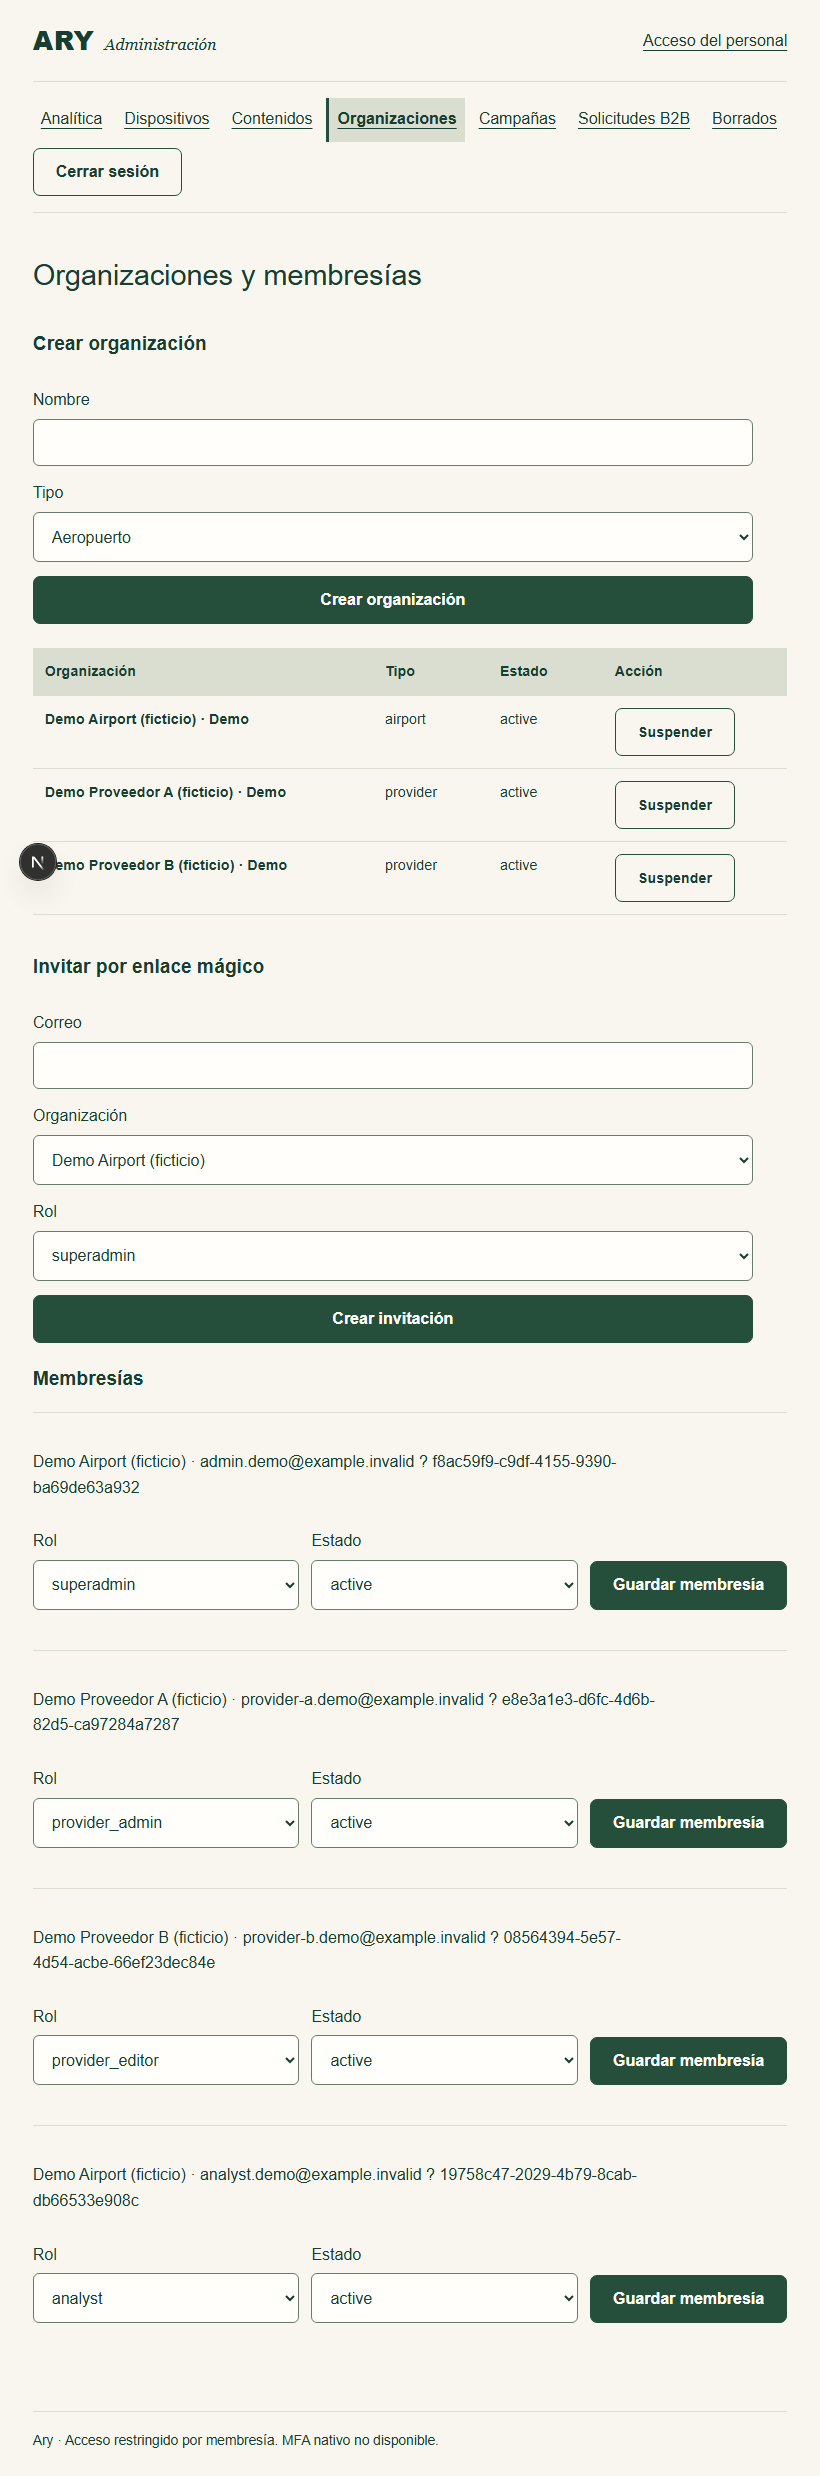 ARY Administración
Acceso del personal
Analítica Dispositivos Contenidos Organizaciones Campañas Solicitudes B2B Borrados
Cerrar sesión
Organizaciones y membresías
Crear organización
Nombre
Tipo
Aeropuerto
Crear organización
Organización Tipo Estado Acción
Demo Airport (ficticio) · Demo airport active Suspender
Demo Proveedor A (ficticio) · Demo provider active Suspender
N
emo Proveedor B (ficticio) · Demo provider active Suspender
Invitar por enlace mágico
Correo
Organización
Demo Airport (ficticio)
Rol
superadmin
Crear invitación
Membresías
Demo Airport (ficticio) · admin.demo@example.invalid ? f8ac59f9-c9df-4155-9390-
ba69de63a932
Rol Estado
superadmin active Guardar membresía
Demo Proveedor A (ficticio) · provider-a.demo@example.invalid ? e8e3a1e3-d6fc-4d6b-
82d5-ca97284a7287
Rol Estado
provider_admin active Guardar membresía
Demo Proveedor B (ficticio) · provider-b.demo@example.invalid ? 08564394-5e57-
4d54-acbe-66ef23dec84e
Rol Estado
provider_editor active Guardar membresía
Demo Airport (ficticio) · analyst.demo@example.invalid ? 19758c47-2029-4b79-8cab-
db66533e908c
Rol Estado
analyst active Guardar membresía
Ary · Acceso restringido por membresía. MFA nativo no disponible.